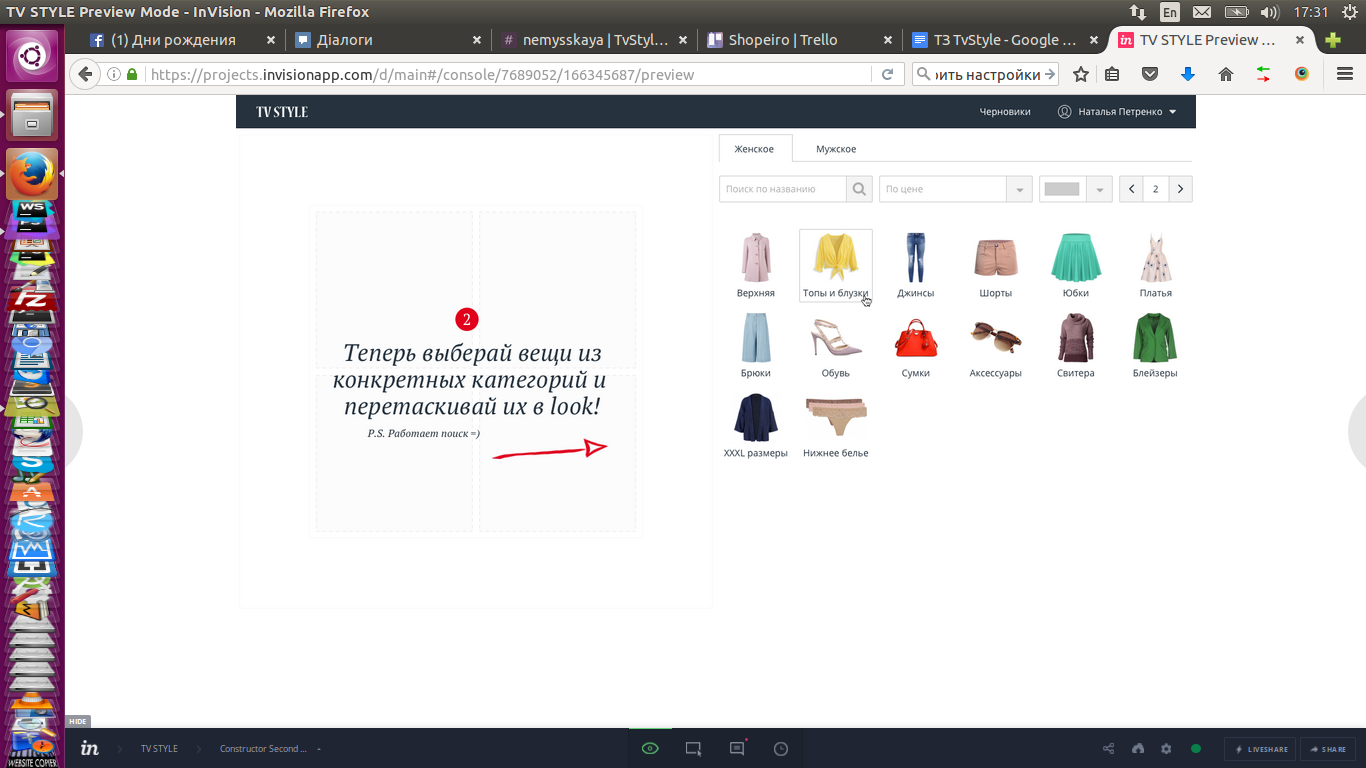 TV STYLE Preview Mode - InVision - Mozilla Firefox
En
17:31
(1) Дни рождения
Діалоги
nemysskaya | TvStyl...
Shopeiro | Trello
ТЗ TvStyle - Google ...
TV STYLE Preview ...
https://projects.invisionapp.com/d/main#/console/7689052/166345687/preview
ить настройки
TV STYLE
Черновики
Наталья Петренко
Женское
Мужское
Поиск по названию
По цене
2
Верхняя
Топы и блузки
Джинсы
Шорты
Юбки
Платья
2
Теперь выберай вещи из
конкретных категорий и
перетаскивай их в look!
P.S. Работает поиск =)
Брюки
Обувь
Сумки
Аксессуары
Свитера
Блейзеры
XXXL размеры
Нижнее белье
HIDE
in
TV STYLE
Constructor Second ...
LIVESHARE
SHARE
WEBSITE COPIER